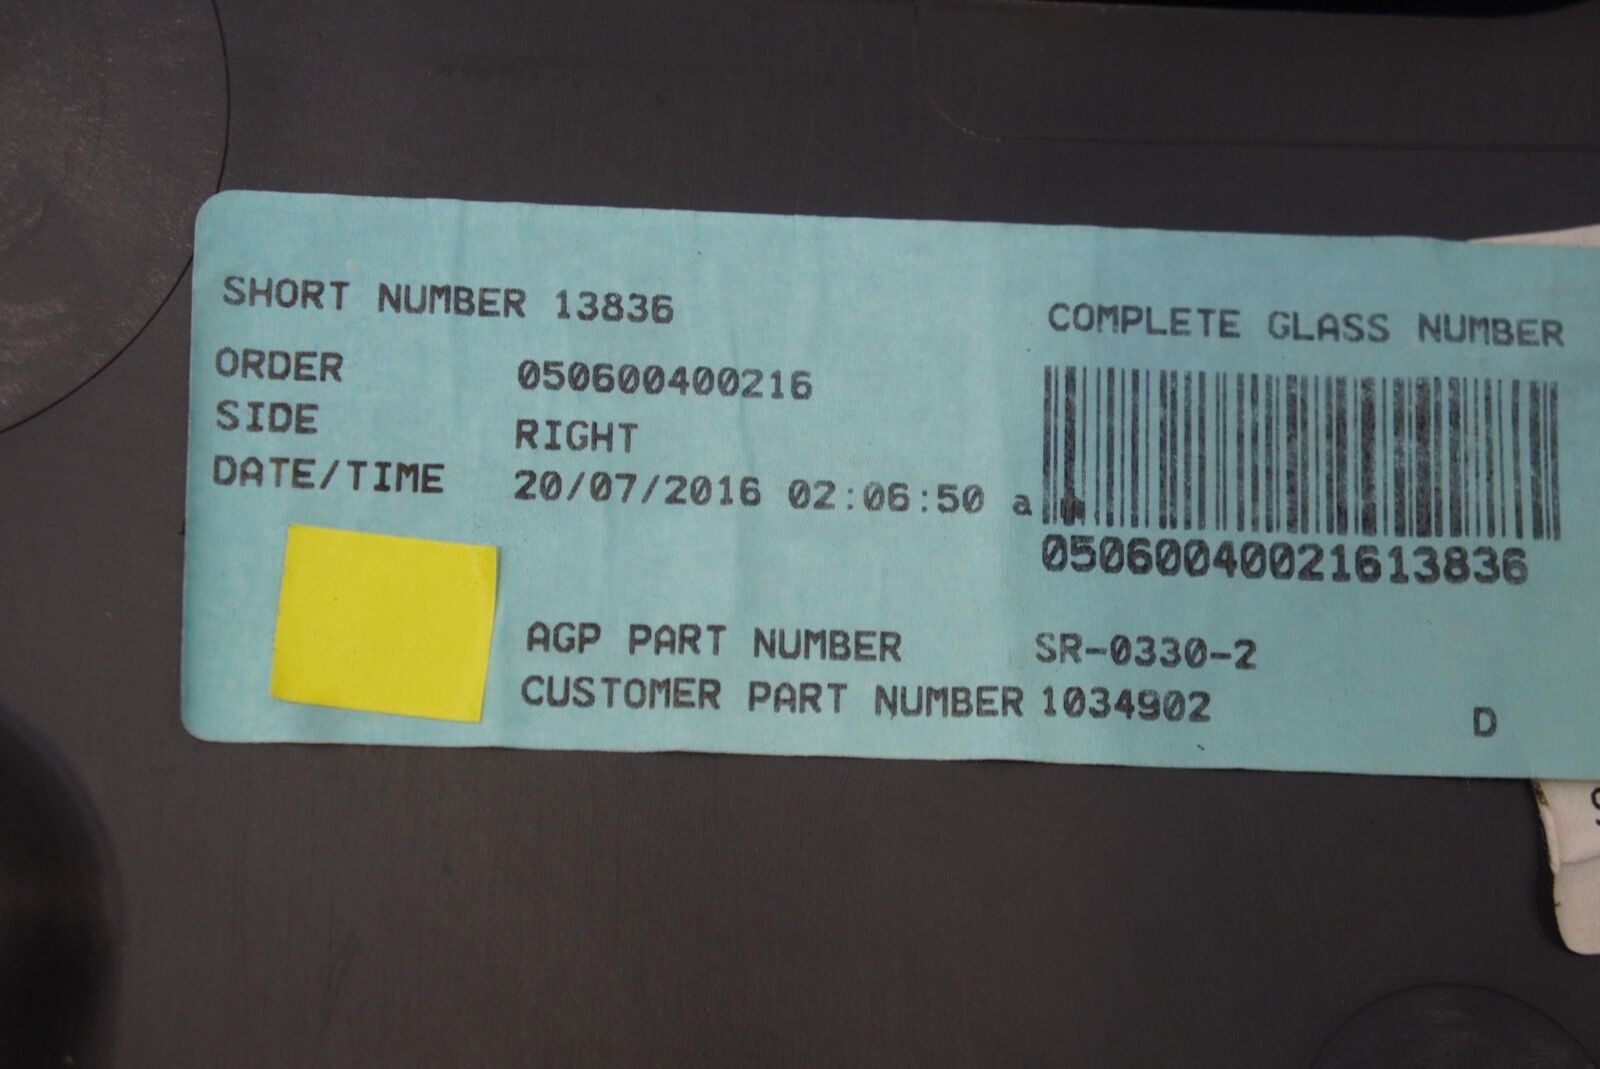 SHORT NUMBER 13836
ORDER 050600400216
SIDE RIGHT
DATE/TIME 20/07/2016 02:06:50 a
COMPLETE GLASS NUMBER
05060040021613836
AGP PART NUMBER SR-0330-2
CUSTOMER PART NUMBER 1034902
D